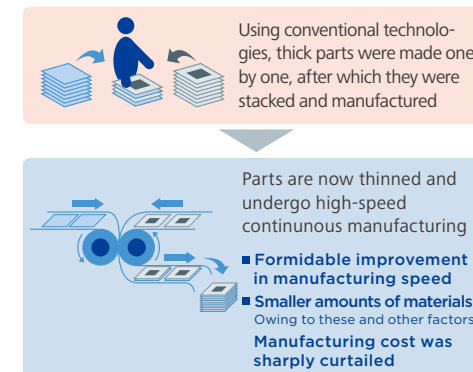 Using conventional technolo-
gies, thick parts were made one
by one, after which they were
stacked and manufactured
Parts are now thinned and
undergo high-speed
continunous manufacturing
■ Formidable improvement
in manufacturing speed
■ Smaller amounts of materials
Owing to these and other factors
Manufacturing cost was
sharply curtailed